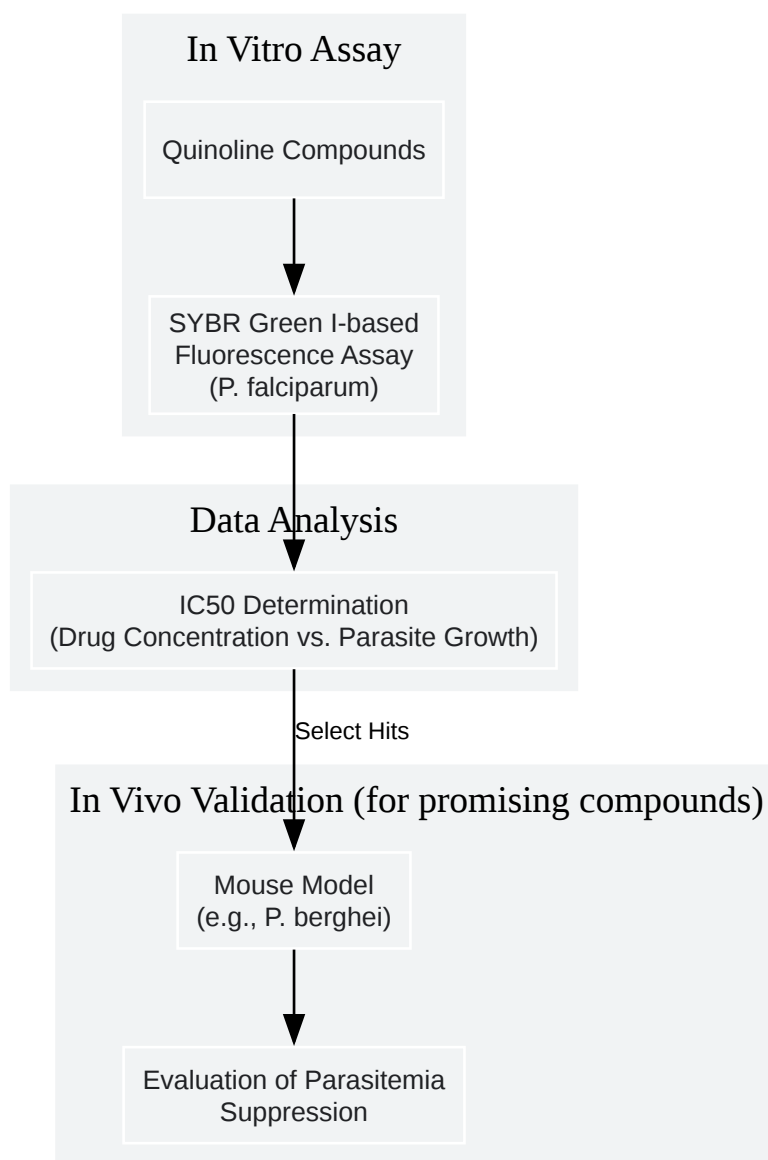 In Vitro Assay
Quinoline Compounds
SYBR Green I-based
Fluorescence Assay
(P. falciparum)
Data Analysis
IC50 Determination
(Drug Concentration vs. Parasite Growth)
Select Hits
In Vivo Validation (for promising compounds)
Mouse Model
(e.g., P. berghei)
Evaluation of Parasitemia
Suppression